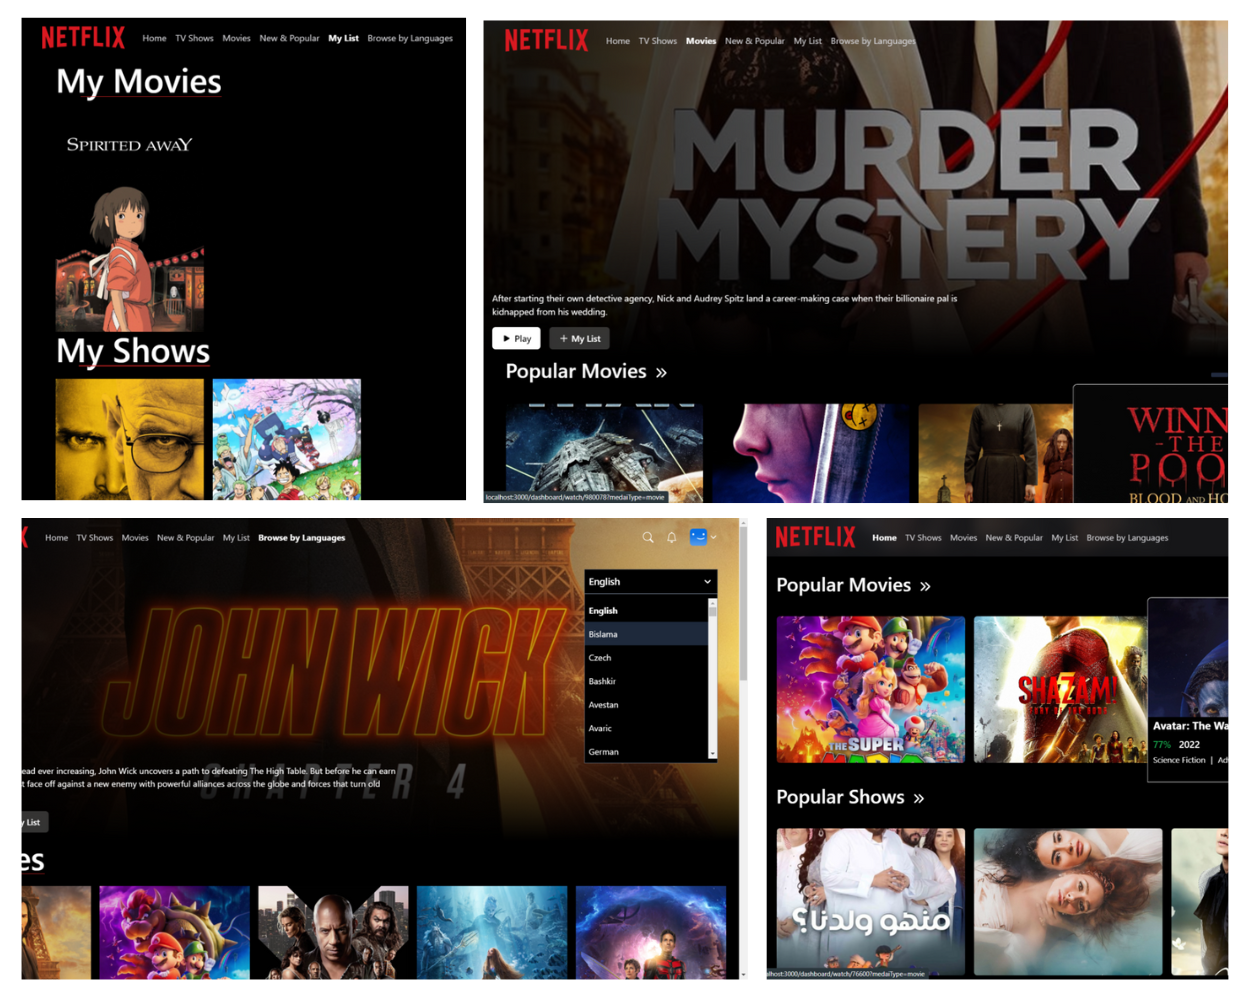 NETFLIX Home TV Shows Movies New & Popular My List Browse by Languages
My Movies
SPIRITED AWAY
My Shows
NETFLIX Home TV Shows Movies New & Popular My List Browse by Languages
MURDER
MYSTERY
After starting their own detective agency, Nick and Audrey Spitz land a career-making case when their billionaire pal is
kidnapped from his wedding.
Play + My List
Popular Movies »
WINN
-THE
POO
BLOOD AND HO
localhost:3000/dashboard/watch/980078?medaiType=movie
Home TV Shows Movies New & Popular My List Browse by Languages
English
English
Bislama
Czech
Bashkir
Avestan
Avaric
German
JOHN WICK
CHAPTER 4
ead ever increasing, John Wick uncovers a path to defeating The High Table. But before he can earn
t face off against a new enemy with powerful alliances across the globe and forces that turn old
y List
es
NETFLIX Home TV Shows Movies New & Popular My List Browse by Languages
Popular Movies »
THE SUPER
MARIO
SHAZAM!
FURY OF THE GODS
Avatar: The Wa
77% 2022
Science Fiction | Ad
Popular Shows »
منهو ولدنا؟
alhost:3000/dashboard/watch/76600?medaiType=movie